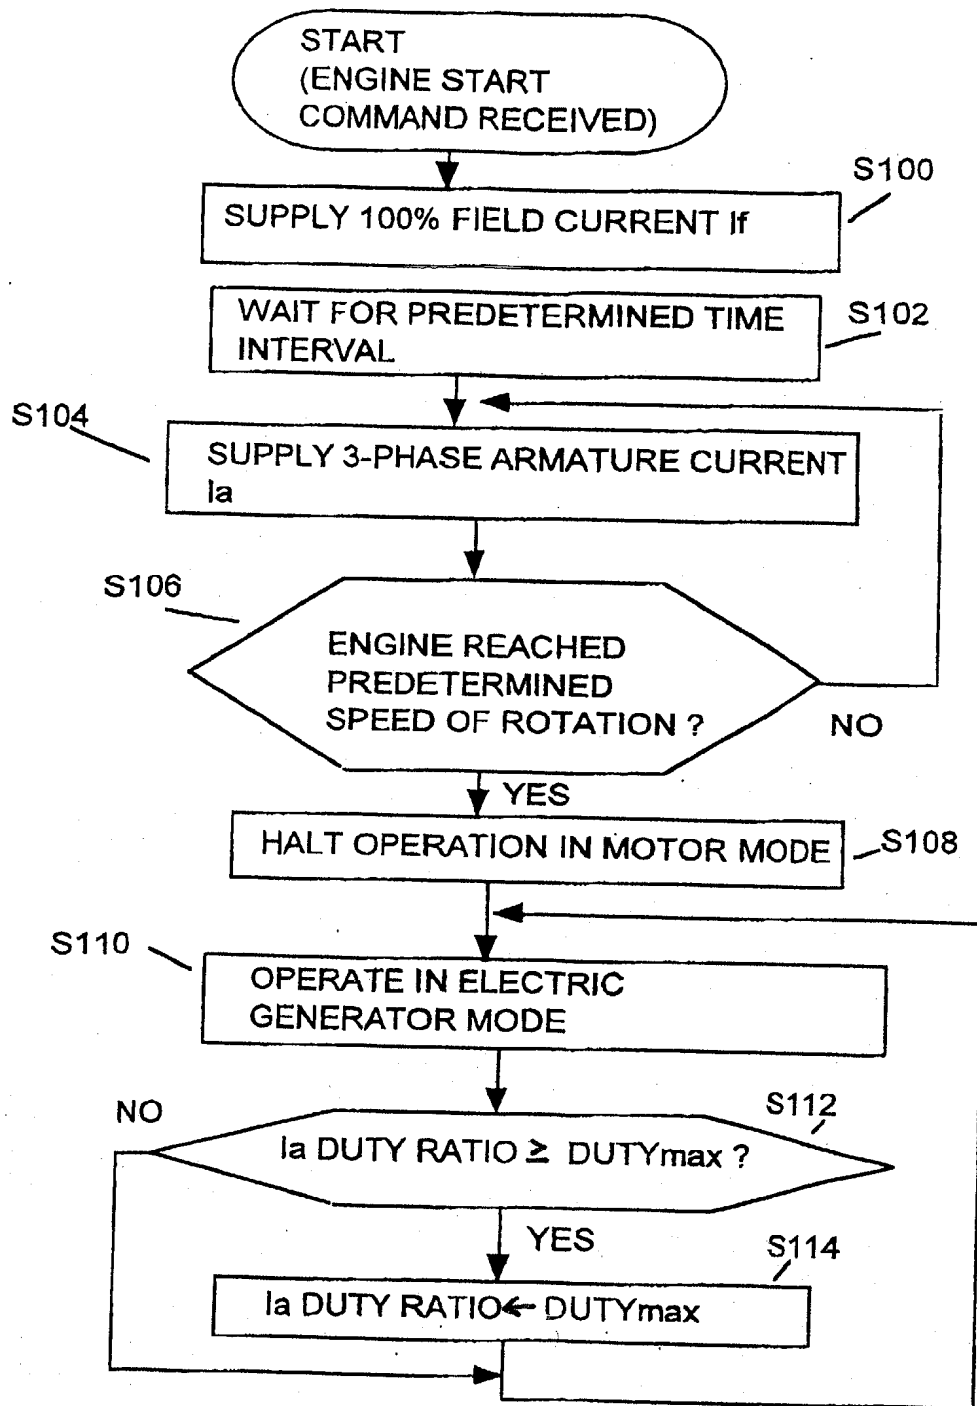 START
(ENGINE START
COMMAND RECEIVED)
S100
SUPPLY 100% FIELD CURRENT If
S102
WAIT FOR PREDETERMINED TIME
INTERVAL
S104
SUPPLY 3-PHASE ARMATURE CURRENT
Ia
S106
ENGINE REACHED
PREDETERMINED
SPEED OF ROTATION ?
NO
YES
HALT OPERATION IN MOTOR MODE
S108
S110
OPERATE IN ELECTRIC
GENERATOR MODE
NO
S112
Ia DUTY RATIO ≥ DUTYmax ?
YES
S114
Ia DUTY RATIO← DUTYmax